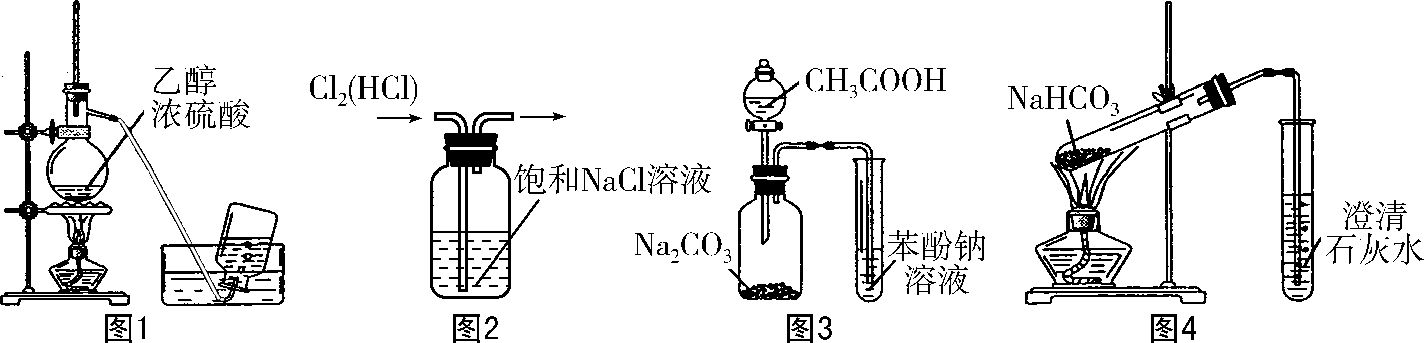 乙醇
浓硫酸
图1
Cl₂(HCl)
饱和NaCl溶液
图2
CH₃COOH
Na₂CO₃
苯酚钠
溶液
图3
NaHCO₃
澄清
石灰水
图4